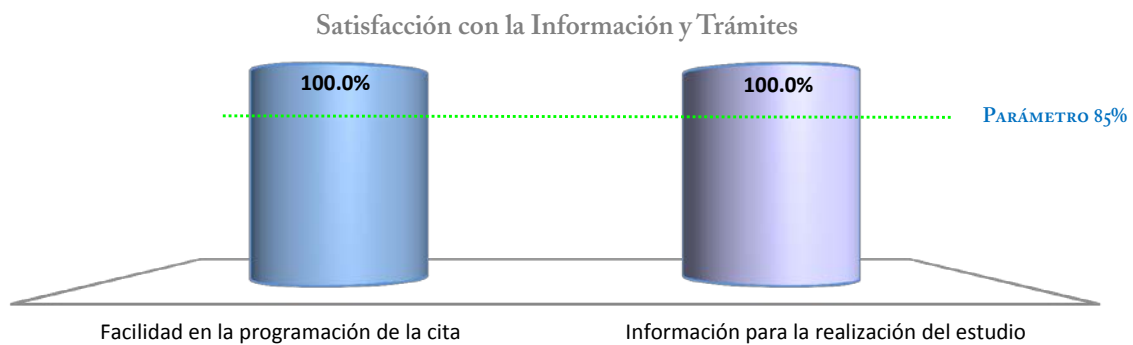 Satisfacción con la Información y Trámites
100.0%
100.0%
PARÁMETRO 85%
Facilidad en la programación de la cita
Información para la realización del estudio